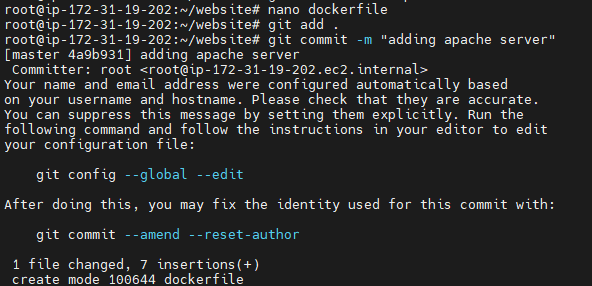 root@ip-172-31-19-202:~/website# nano dockerfile
root@ip-172-31-19-202:~/website# git add .
root@ip-172-31-19-202:~/website# git commit -m "adding apache server"
[master 4a9b931] adding apache server
 Committer: root <root@ip-172-31-19-202.ec2.internal>
Your name and email address were configured automatically based
on your username and hostname. Please check that they are accurate.
You can suppress this message by setting them explicitly. Run the
following command and follow the instructions in your editor to edit
your configuration file:

    git config --global --edit

After doing this, you may fix the identity used for this commit with:

    git commit --amend --reset-author

 1 file changed, 7 insertions(+)
 create mode 100644 dockerfile